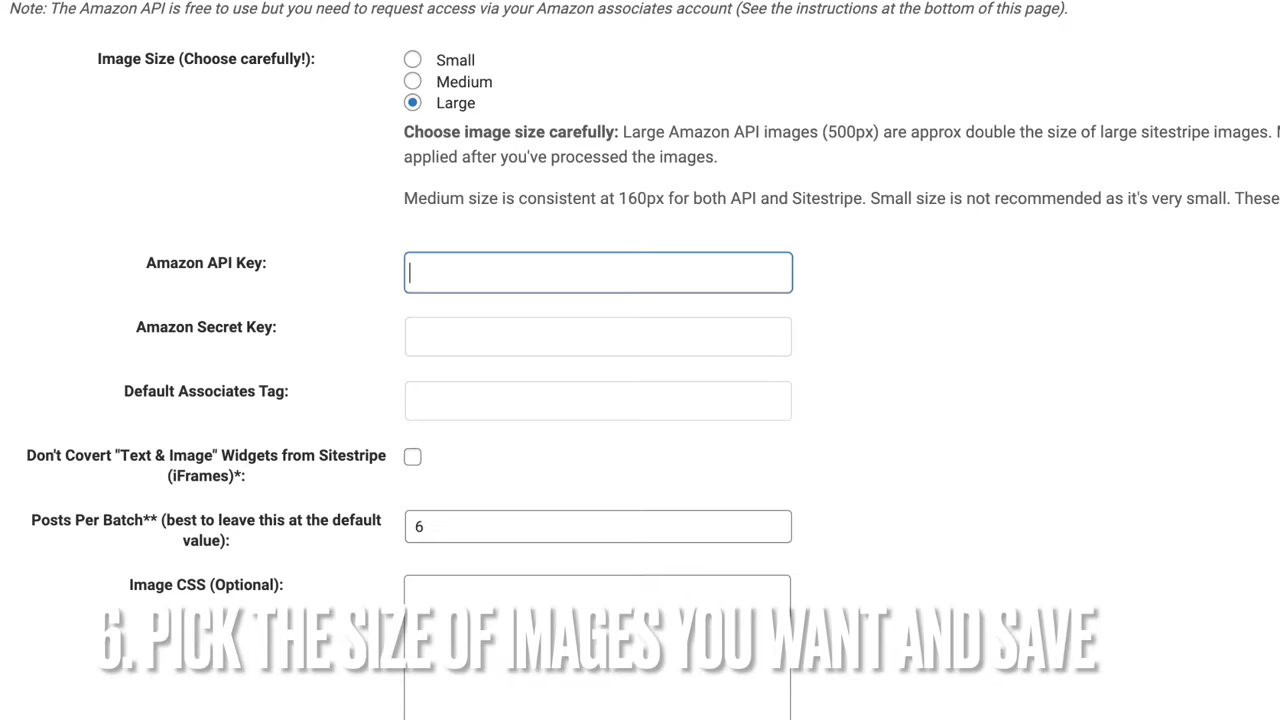 Note: The Amazon API is free to use but you need to request access via your Amazon associates account (See the instructions at the bottom of this page).
Image Size (Choose carefully!):
Small
Medium
Large
Choose image size carefully: Large Amazon API images (500px) are approx double the size of large sitestripe images.
applied after you've processed the images.
Medium size is consistent at 160px for both API and Sitestripe. Small size is not recommended as it's very small. These
Amazon API Key:
Amazon Secret Key:
Default Associates Tag:
Don't Covert "Text & Image" Widgets from Sitestripe
(iFrames)*:
Posts Per Batch** (best to leave this at the default
value):
6
Image CSS (Optional):
6. PICK THE SIZE OF IMAGES YOU WANT AND SAVE